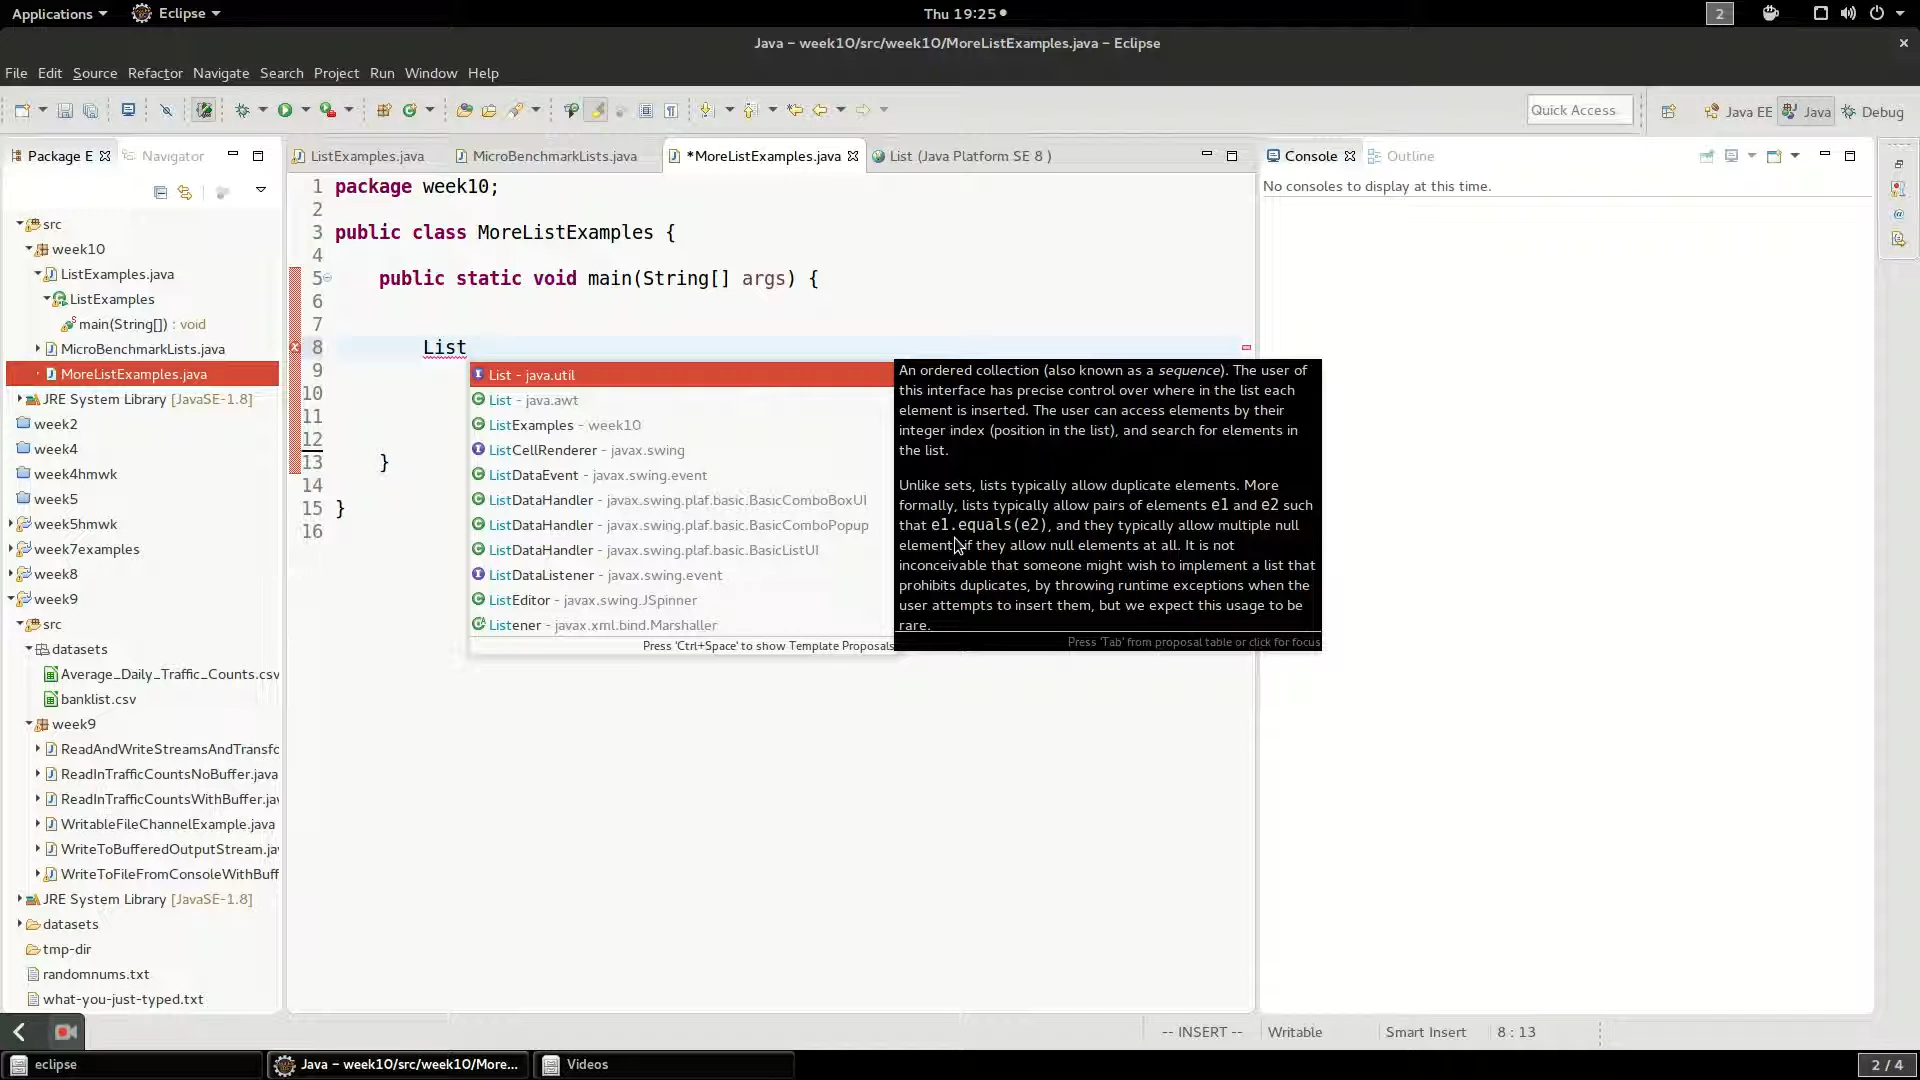 Applications
Eclipse
Thu 19:25
2
Java – week10/src/week10/MoreListExamples.java – Eclipse
File Edit Source Refactor Navigate Search Project Run Window Help
Quick Access
Java EE
Java
Debug
Package E
Navigator
src
week10
ListExamples.java
ListExamples
main(String[]) : void
MicroBenchmarkLists.java
MoreListExamples.java
JRE System Library [JavaSE-1.8]
week2
week4
week4hmwk
week5
week5hmwk
week7examples
week8
week9
src
datasets
Average_Daily_Traffic_Counts.csv
banklist.csv
week9
ReadAndWriteStreamsAndTransfo
ReadInTrafficCountsNoBuffer.java
ReadInTrafficCountsWithBuffer.jav
WritableFileChannelExample.java
WriteToBufferedOutputStream.jav
WriteToFileFromConsoleWithBuff
JRE System Library [JavaSE-1.8]
datasets
tmp-dir
randomnums.txt
what-you-just-typed.txt
ListExamples.java
MicroBenchmarkLists.java
*MoreListExamples.java
List (Java Platform SE 8 )
1 package week10;
2
3 public class MoreListExamples {
4
5 public static void main(String[] args) {
6
7
8 List
9
10
11
12
13 }
14
15 }
16
List - java.util
List - java.awt
ListExamples - week10
ListCellRenderer - javax.swing
ListDataEvent - javax.swing.event
ListDataHandler - javax.swing.plaf.basic.BasicComboBoxUI
ListDataHandler - javax.swing.plaf.basic.BasicComboPopup
ListDataHandler - javax.swing.plaf.basic.BasicListUI
ListDataListener - javax.swing.event
ListEditor - javax.swing.JSpinner
Listener - javax.xml.bind.Marshaller
Press 'Ctrl+Space' to show Template Proposals
An ordered collection (also known as a sequence). The user of
this interface has precise control over where in the list each
element is inserted. The user can access elements by their
integer index (position in the list), and search for elements in
the list.
Unlike sets, lists typically allow duplicate elements. More
formally, lists typically allow pairs of elements e1 and e2 such
that e1.equals(e2), and they typically allow multiple null
elements if they allow null elements at all. It is not
inconceivable that someone might wish to implement a list that
prohibits duplicates, by throwing runtime exceptions when the
user attempts to insert them, but we expect this usage to be
rare.
Press 'Tab' from proposal table or click for focus
Console
Outline
No consoles to display at this time.
-- INSERT --
Writable
Smart Insert
8 : 13
eclipse
Java – week10/src/week10/More...
Videos
2 / 4